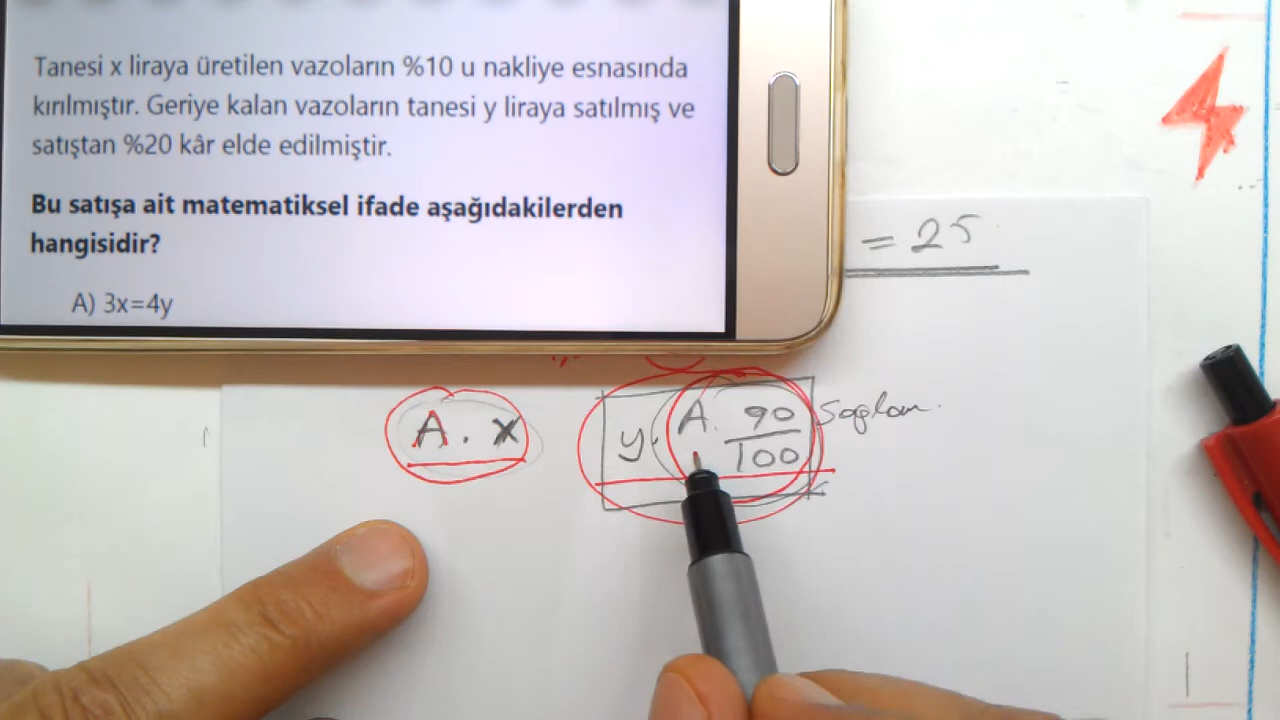 Tanesi x liraya üretilen vazoların %10 u nakliye esnasında
kırılmıştır. Geriye kalan vazoların tanesi y liraya satılmış ve
satıştan %20 kâr elde edilmiştir.
Bu satışa ait matematiksel ifade aşağıdakilerden
hangisidir?
A) 3x=4y
= 25
A. x
y. A. 90/100 Sağlam.